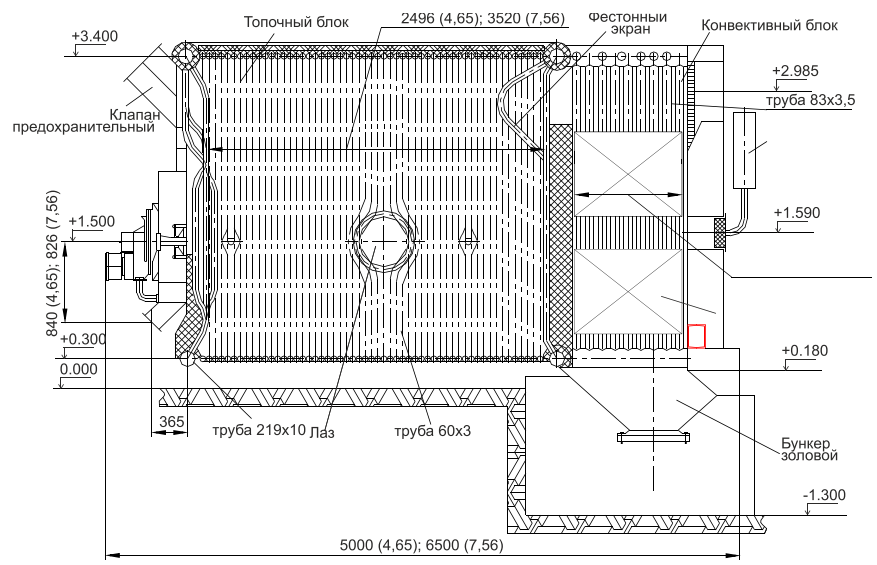 2496 (4,65); 3520 (7,56)
Топочный блок
Фестонный
экран
Конвективный блок
+3.400
+2.985
труба 83х3,5
Клапан
предохранительный
+1.500
+1.590
840 (4,65); 826 (7,56)
+0.300
+0.180
0.000
365
труба 219х10
Лаз
труба 60х3
Бункер
золовой
-1.300
5000 (4,65); 6500 (7,56)